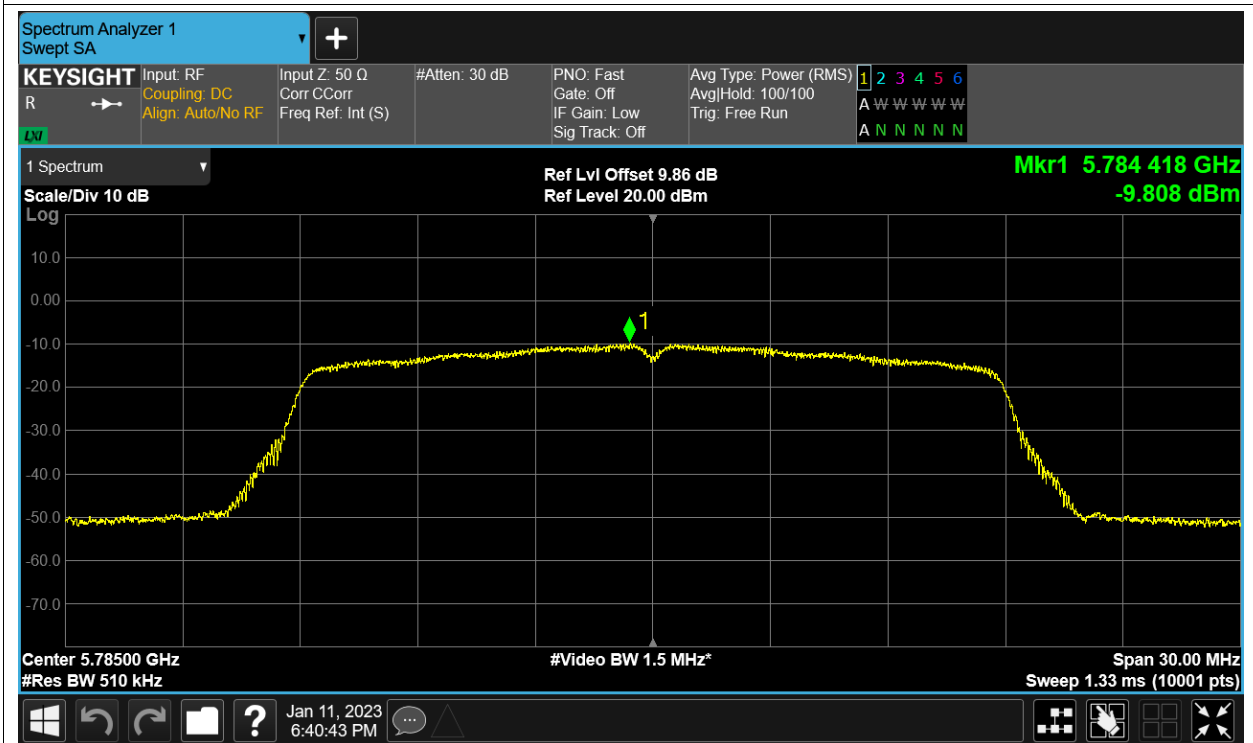 Spectrum Analyzer 1
Swept SA
KEYSIGHT
R
LXI
Input: RF
Coupling: DC
Align: Auto/No RF
Input Z: 50 Ω
Corr CCorr
Freq Ref: Int (S)
#Atten: 30 dB
PNO: Fast
Gate: Off
IF Gain: Low
Sig Track: Off
Avg Type: Power (RMS)
Avg|Hold: 100/100
Trig: Free Run
1 2 3 4 5 6
A W W W W W
A N N N N N
1 Spectrum
Scale/Div 10 dB
Log
Ref Lvl Offset 9.86 dB
Ref Level 20.00 dBm
Mkr1 5.784 418 GHz
-9.808 dBm
10.0
0.00
-10.0
-20.0
-30.0
-40.0
-50.0
-60.0
-70.0
1
Center 5.78500 GHz
#Res BW 510 kHz
#Video BW 1.5 MHz*
Span 30.00 MHz
Sweep 1.33 ms (10001 pts)
?
Jan 11, 2023
6:40:43 PM